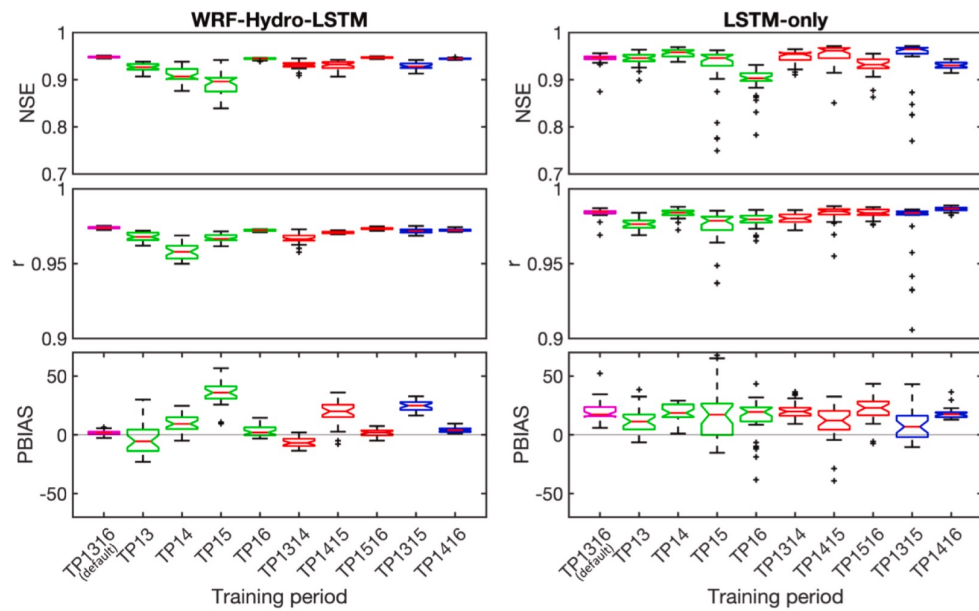 WRF-Hydro-LSTM
LSTM-only
1
0.9
0.8
0.7
NSE
1
0.9
0.8
0.7
NSE
1
0.95
0.9
r
1
0.95
0.9
r
50
0
-50
PBIAS
50
0
-50
PBIAS
TP1316
(default)
TP13
TP14
TP15
TP16
TP1314
TP1415
TP1516
TP1315
TP1416
TP1316
(default)
TP13
TP14
TP15
TP16
TP1314
TP1415
TP1516
TP1315
TP1416
Training period
Training period